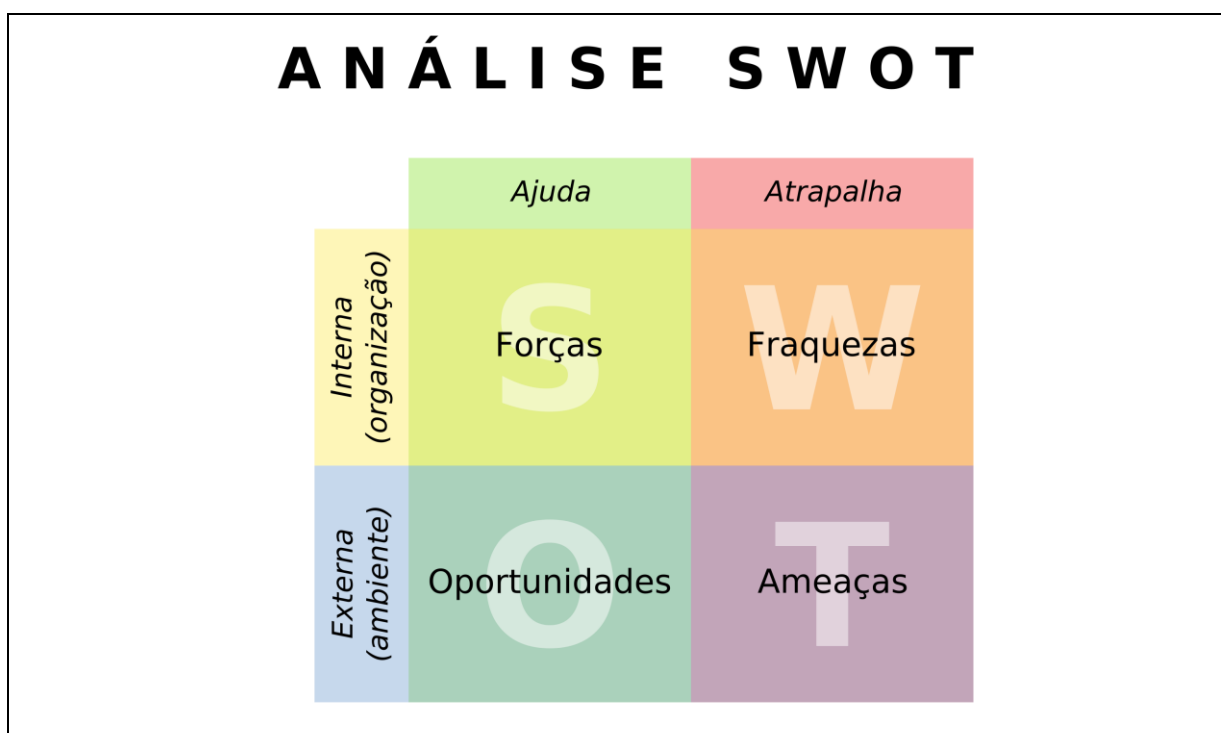 ANÁLISE SWOT
Ajuda
Atrapalha
Interna
(organização)
S
Forças
W
Fraquezas
Externa
(ambiente)
O
Oportunidades
T
Ameaças